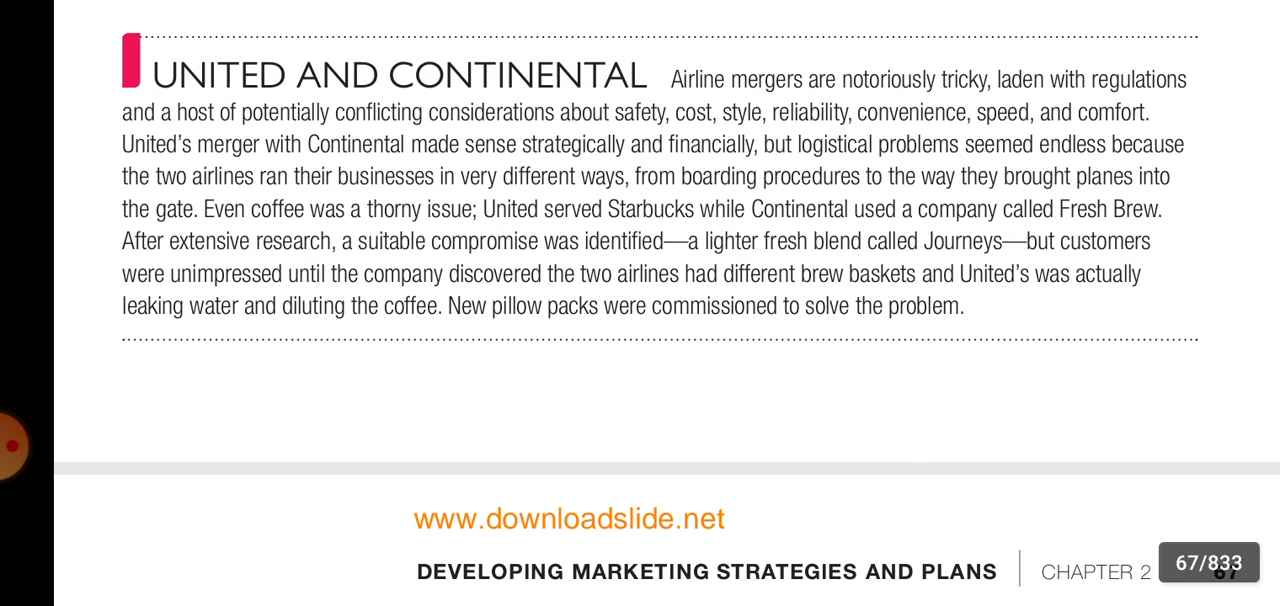 UNITED AND CONTINENTAL Airline mergers are notoriously tricky, laden with regulations
and a host of potentially conflicting considerations about safety, cost, style, reliability, convenience, speed, and comfort.
United’s merger with Continental made sense strategically and financially, but logistical problems seemed endless because
the two airlines ran their businesses in very different ways, from boarding procedures to the way they brought planes into
the gate. Even coffee was a thorny issue; United served Starbucks while Continental used a company called Fresh Brew.
After extensive research, a suitable compromise was identified—a lighter fresh blend called Journeys—but customers
were unimpressed until the company discovered the two airlines had different brew baskets and United’s was actually
leaking water and diluting the coffee. New pillow packs were commissioned to solve the problem.
www.downloadslide.net
DEVELOPING MARKETING STRATEGIES AND PLANS CHAPTER 2 67/833